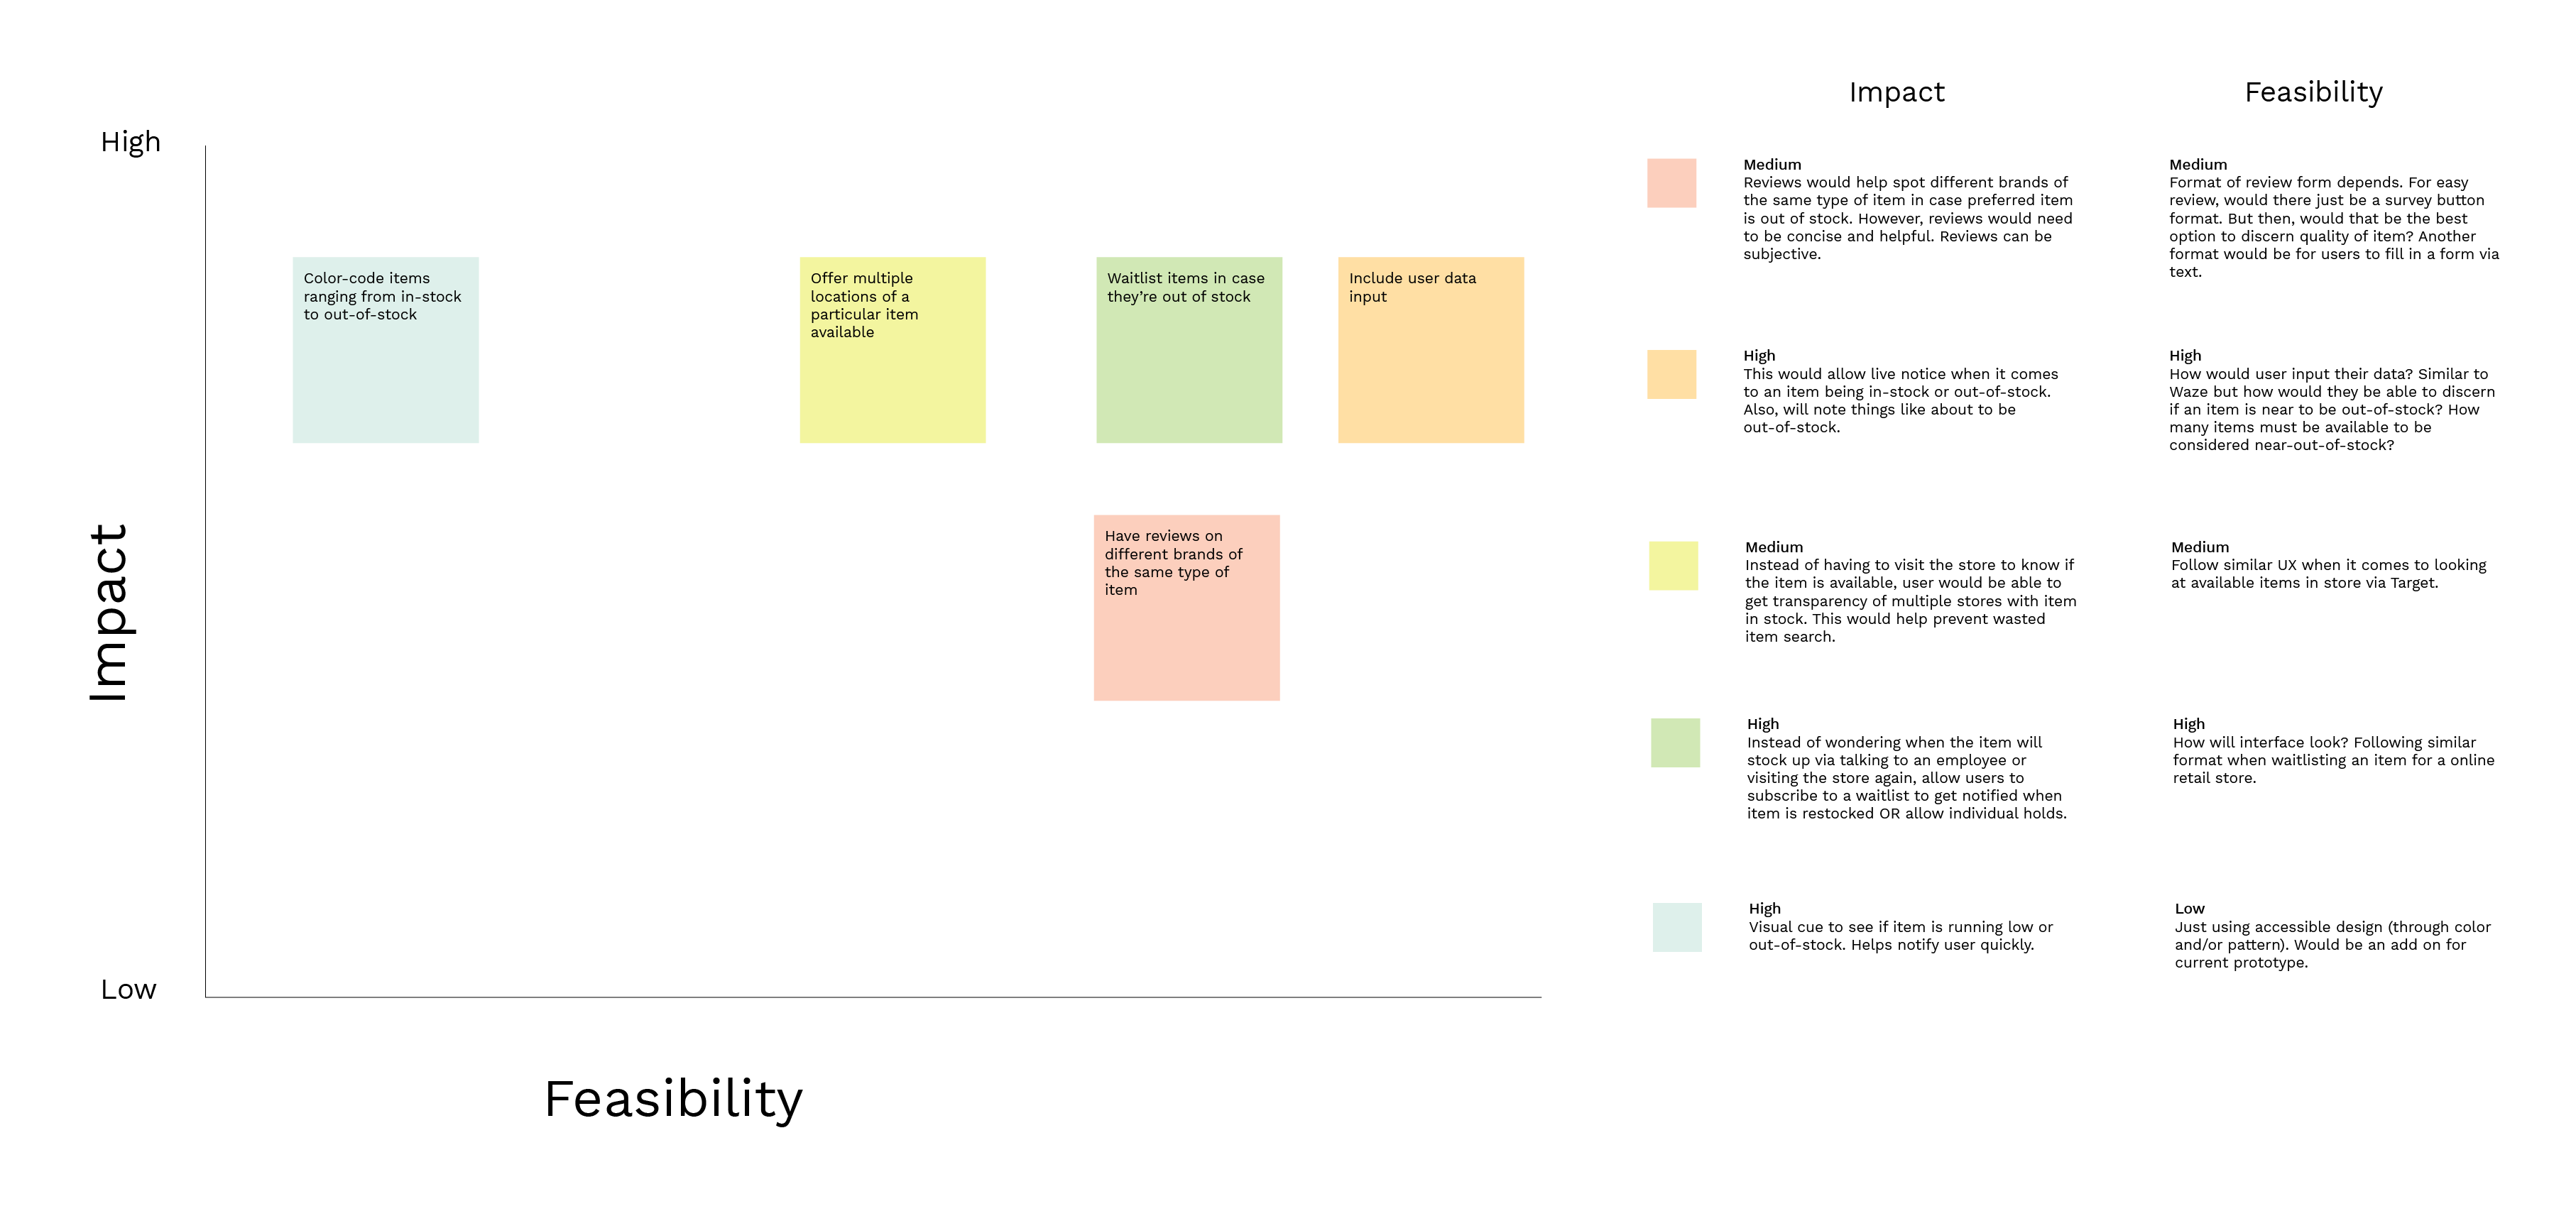 High
Impact
Low
Feasibility
Color-code items
ranging from in-stock
to out-of-stock
Offer multiple
locations of a
particular item
available
Waitlist items in case
they’re out of stock
Include user data
input
Have reviews on
different brands of
the same type of
item
Impact
Feasibility
Medium
Reviews would help spot different brands of
the same type of item in case preferred item
is out of stock. However, reviews would need
to be concise and helpful. Reviews can be
subjective.
Medium
Format of review form depends. For easy
review, would there just be a survey button
format. But then, would that be the best
option to discern quality of item? Another
format would be for users to fill in a form via
text.
High
This would allow live notice when it comes
to an item being in-stock or out-of-stock.
Also, will note things like about to be
out-of-stock.
High
How would user input their data? Similar to
Waze but how would they be able to discern
if an item is near to be out-of-stock? How
many items must be available to be
considered near-out-of-stock?
Medium
Instead of having to visit the store to know if
the item is available, user would be able to
get transparency of multiple stores with item
in stock. This would help prevent wasted
item search.
Medium
Follow similar UX when it comes to looking
at available items in store via Target.
High
Instead of wondering when the item will
stock up via talking to an employee or
visiting the store again, allow users to
subscribe to a waitlist to get notified when
item is restocked OR allow individual holds.
High
How will interface look? Following similar
format when waitlisting an item for a online
retail store.
High
Visual cue to see if item is running low or
out-of-stock. Helps notify user quickly.
Low
Just using accessible design (through color
and/or pattern). Would be an add on for
current prototype.